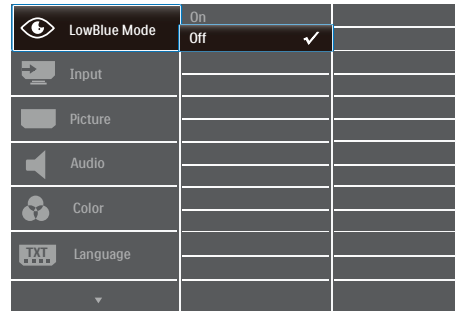 LowBlue Mode
On
Off
Input
Picture
Audio
Color
TXT
Language